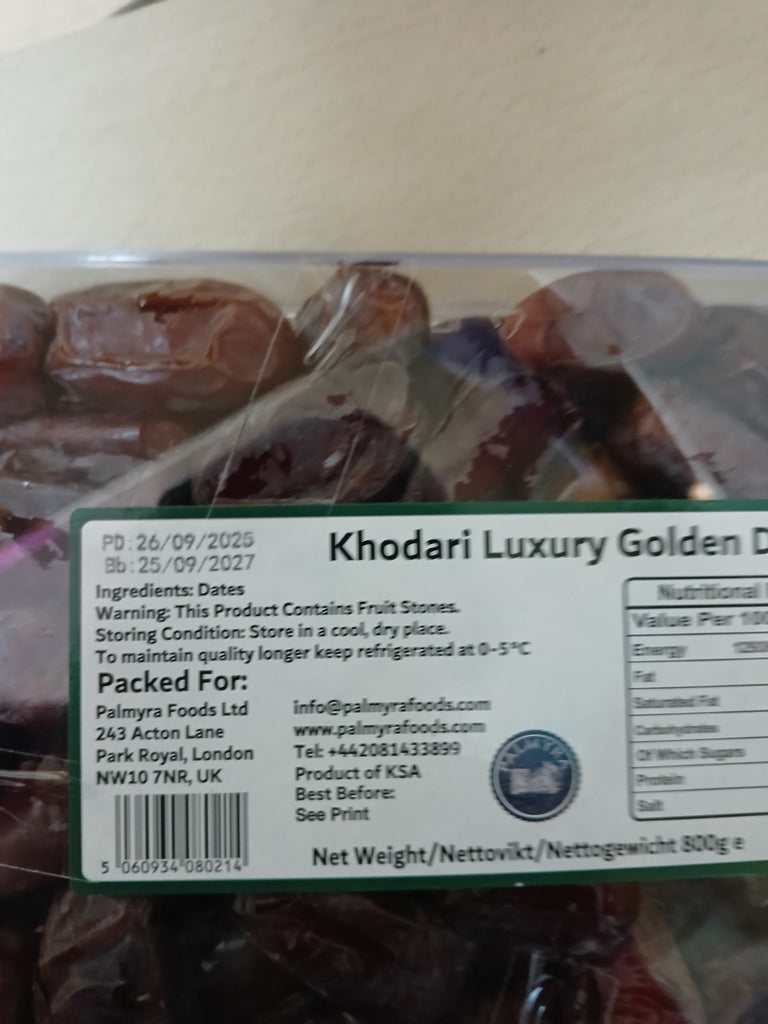 PD: 26/09/2025
Bb: 25/09/2027
Khodari Luxury Golden
Ingredients: Dates
Warning: This Product Contains Fruit Stones.
Storing Condition: Store in a cool, dry place.
To maintain quality longer keep refrigerated at 0-5°C
Packed For:
Palmyra Foods Ltd
243 Acton Lane
Park Royal, London
NW10 7NR, UK
info@palmyrafoods.com
www.palmyrafoods.com
Tel: +442081433899
Product of KSA
Best Before:
See Print
PALMYRA
5 060934 080214
Net Weight/Nettovikt/Nettogewicht 800g e
Nutritional
Value Per 100
Energy
Fat
Saturated Fat
Carbohydrates
Of Which Sugars
Protein
Salt